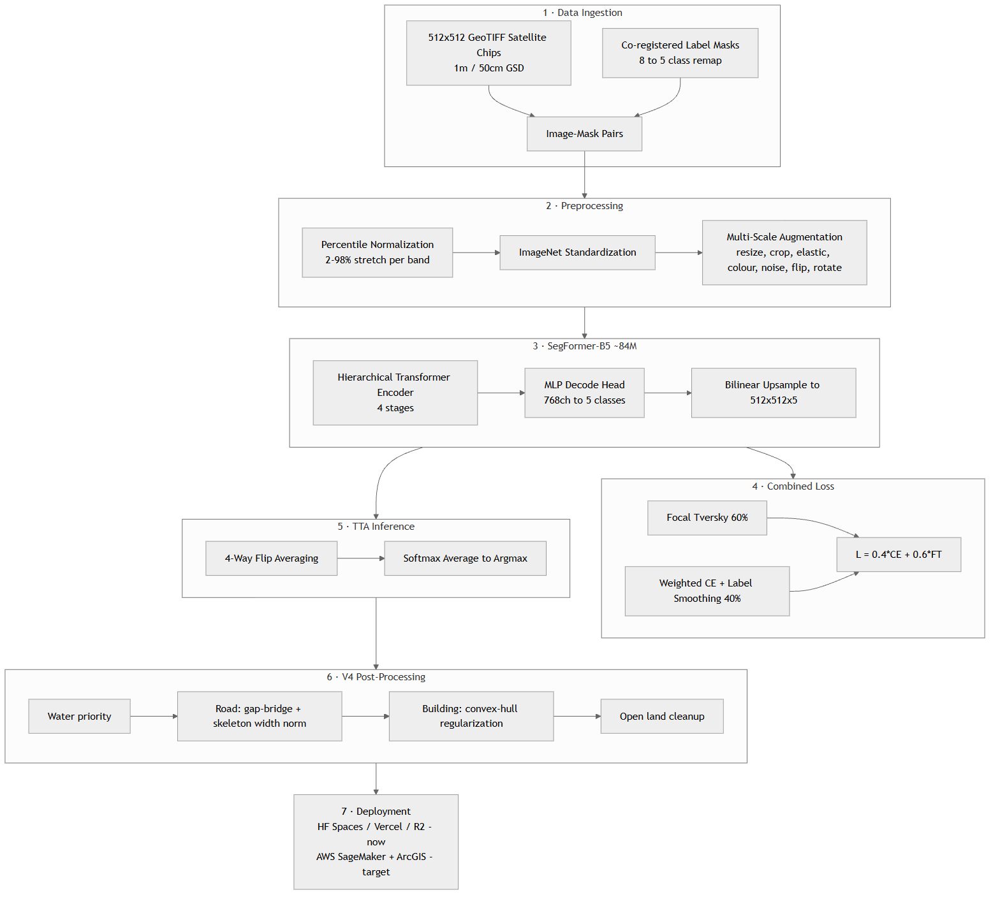 1 · Data Ingestion
512x512 GeoTIFF Satellite
Chips
1m / 50cm GSD
Co-registered Label Masks
8 to 5 class remap
Image-Mask Pairs
2 · Preprocessing
Percentile Normalization
2-98% stretch per band
ImageNet Standardization
Multi-Scale Augmentation
resize, crop, elastic,
colour, noise, flip, rotate
3 · SegFormer-B5 ~84M
Hierarchical Transformer
Encoder
4 stages
MLP Decode Head
768ch to 5 classes
Bilinear Upsample to
512x512x5
4 · Combined Loss
Focal Tversky 60%
Weighted CE + Label
Smoothing 40%
L = 0.4*CE + 0.6*FT
5 · TTA Inference
4-Way Flip Averaging
Softmax Average to Argmax
6 · V4 Post-Processing
Water priority
Road: gap-bridge +
skeleton width norm
Building: convex-hull
regularization
Open land cleanup
7 · Deployment
HF Spaces / Vercel / R2 -
now
AWS SageMaker + ArcGIS -
target